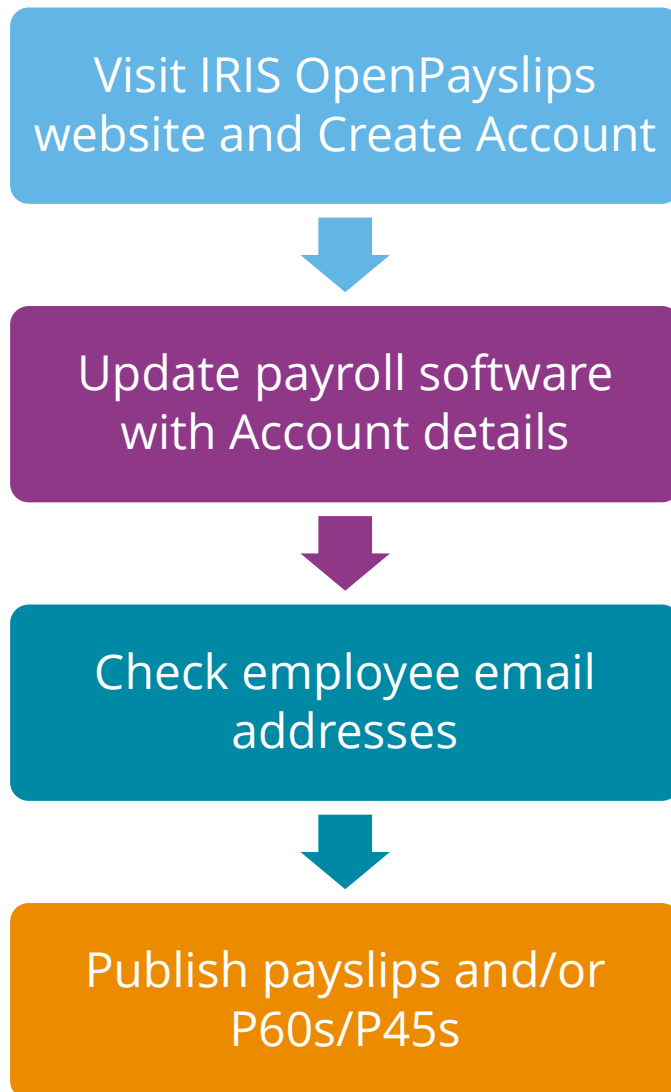 Visit IRIS OpenPayslips
website and Create Account
Update payroll software
with Account details
Check employee email
addresses
Publish payslips and/or
P60s/P45s